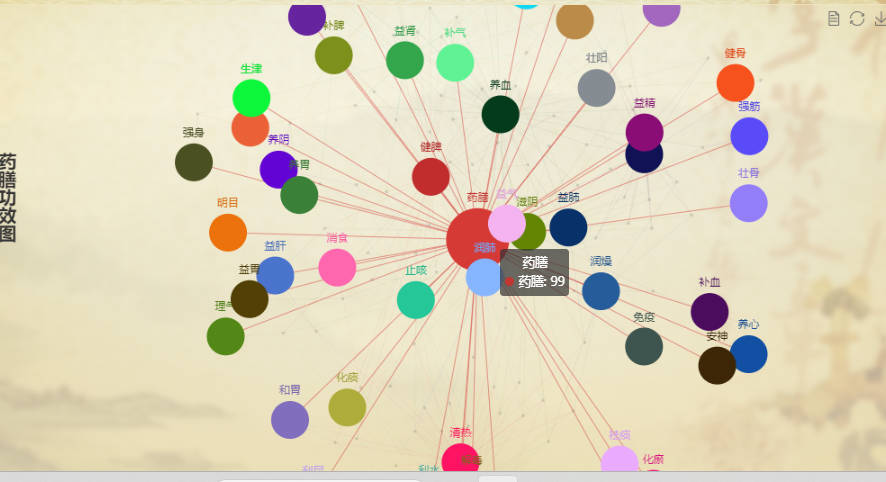 补脾
益肾
补气
壮阳
健骨
生津
养血
益精
强筋
强身
养阴
养胃
健脾
药膳功效图
药膳
益气
滋阴
益肺
壮骨
明目
消食
益肝
润肺
药膳
药膳: 99
益胃
止咳
润燥
补血
理气
免疫
安神
养心
和胃
化痰
清热
祛痰
化瘀
利水